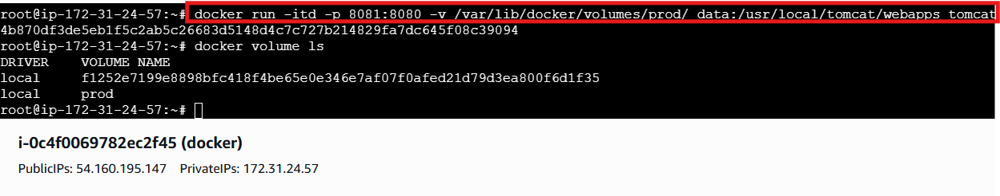 root@ip-172-31-24-57:~# docker run -itd -p 8081:8080 -v /var/lib/docker/volumes/prod/_data:/usr/local/tomcat/webapps tomcat
4b870df3de5eb1f5c2ab5c26683d5148d4c7c727b214829fa7dc645f08c39094
root@ip-172-31-24-57:~# docker volume ls
DRIVER    VOLUME NAME
local     f1252e7199e8898bfc418f4be65e0e346e7af07f0afed21d79d3ea800f6d1f35
local     prod
root@ip-172-31-24-57:~#
i-0c4f0069782ec2f45 (docker)
PublicIPs: 54.160.195.147    PrivateIPs: 172.31.24.57